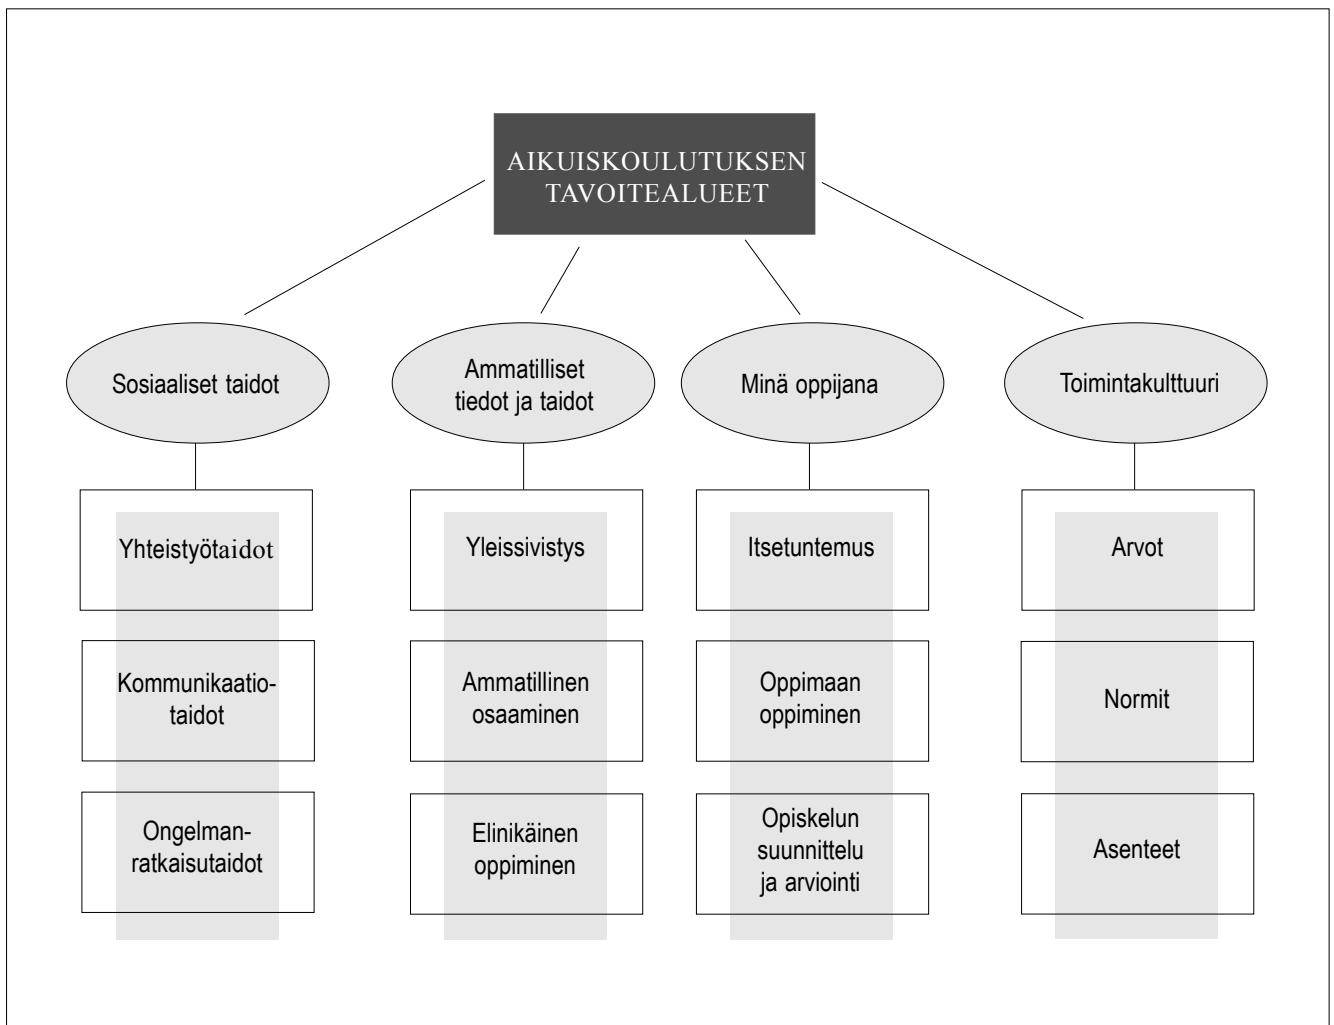 AIKUISKOULUTUKSEN
TAVOITEALUEET
Sosiaaliset taidot
Ammatilliset
tiedot ja taidot
Minä oppijana
Toimintakulttuuri
Yhteistyötaidot
Yleissivistys
Itsetuntemus
Arvot
Kommunikaatio-
taidot
Ammatillinen
osaaminen
Oppimaan
oppiminen
Normit
Ongelman-
ratkaisutaidot
Elinikäinen
oppiminen
Opiskelun
suunnittelu
ja arviointi
Asenteet